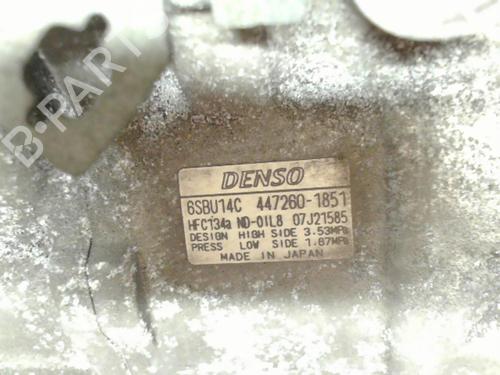 B-PARTS
DENSO
6SBU14C 447260-1851
HFC134a ND-OIL8 07J21585
DESIGN HIGH SIDE 3.53MPa
PRESS LOW SIDE 1.87MPa
MADE IN JAPAN